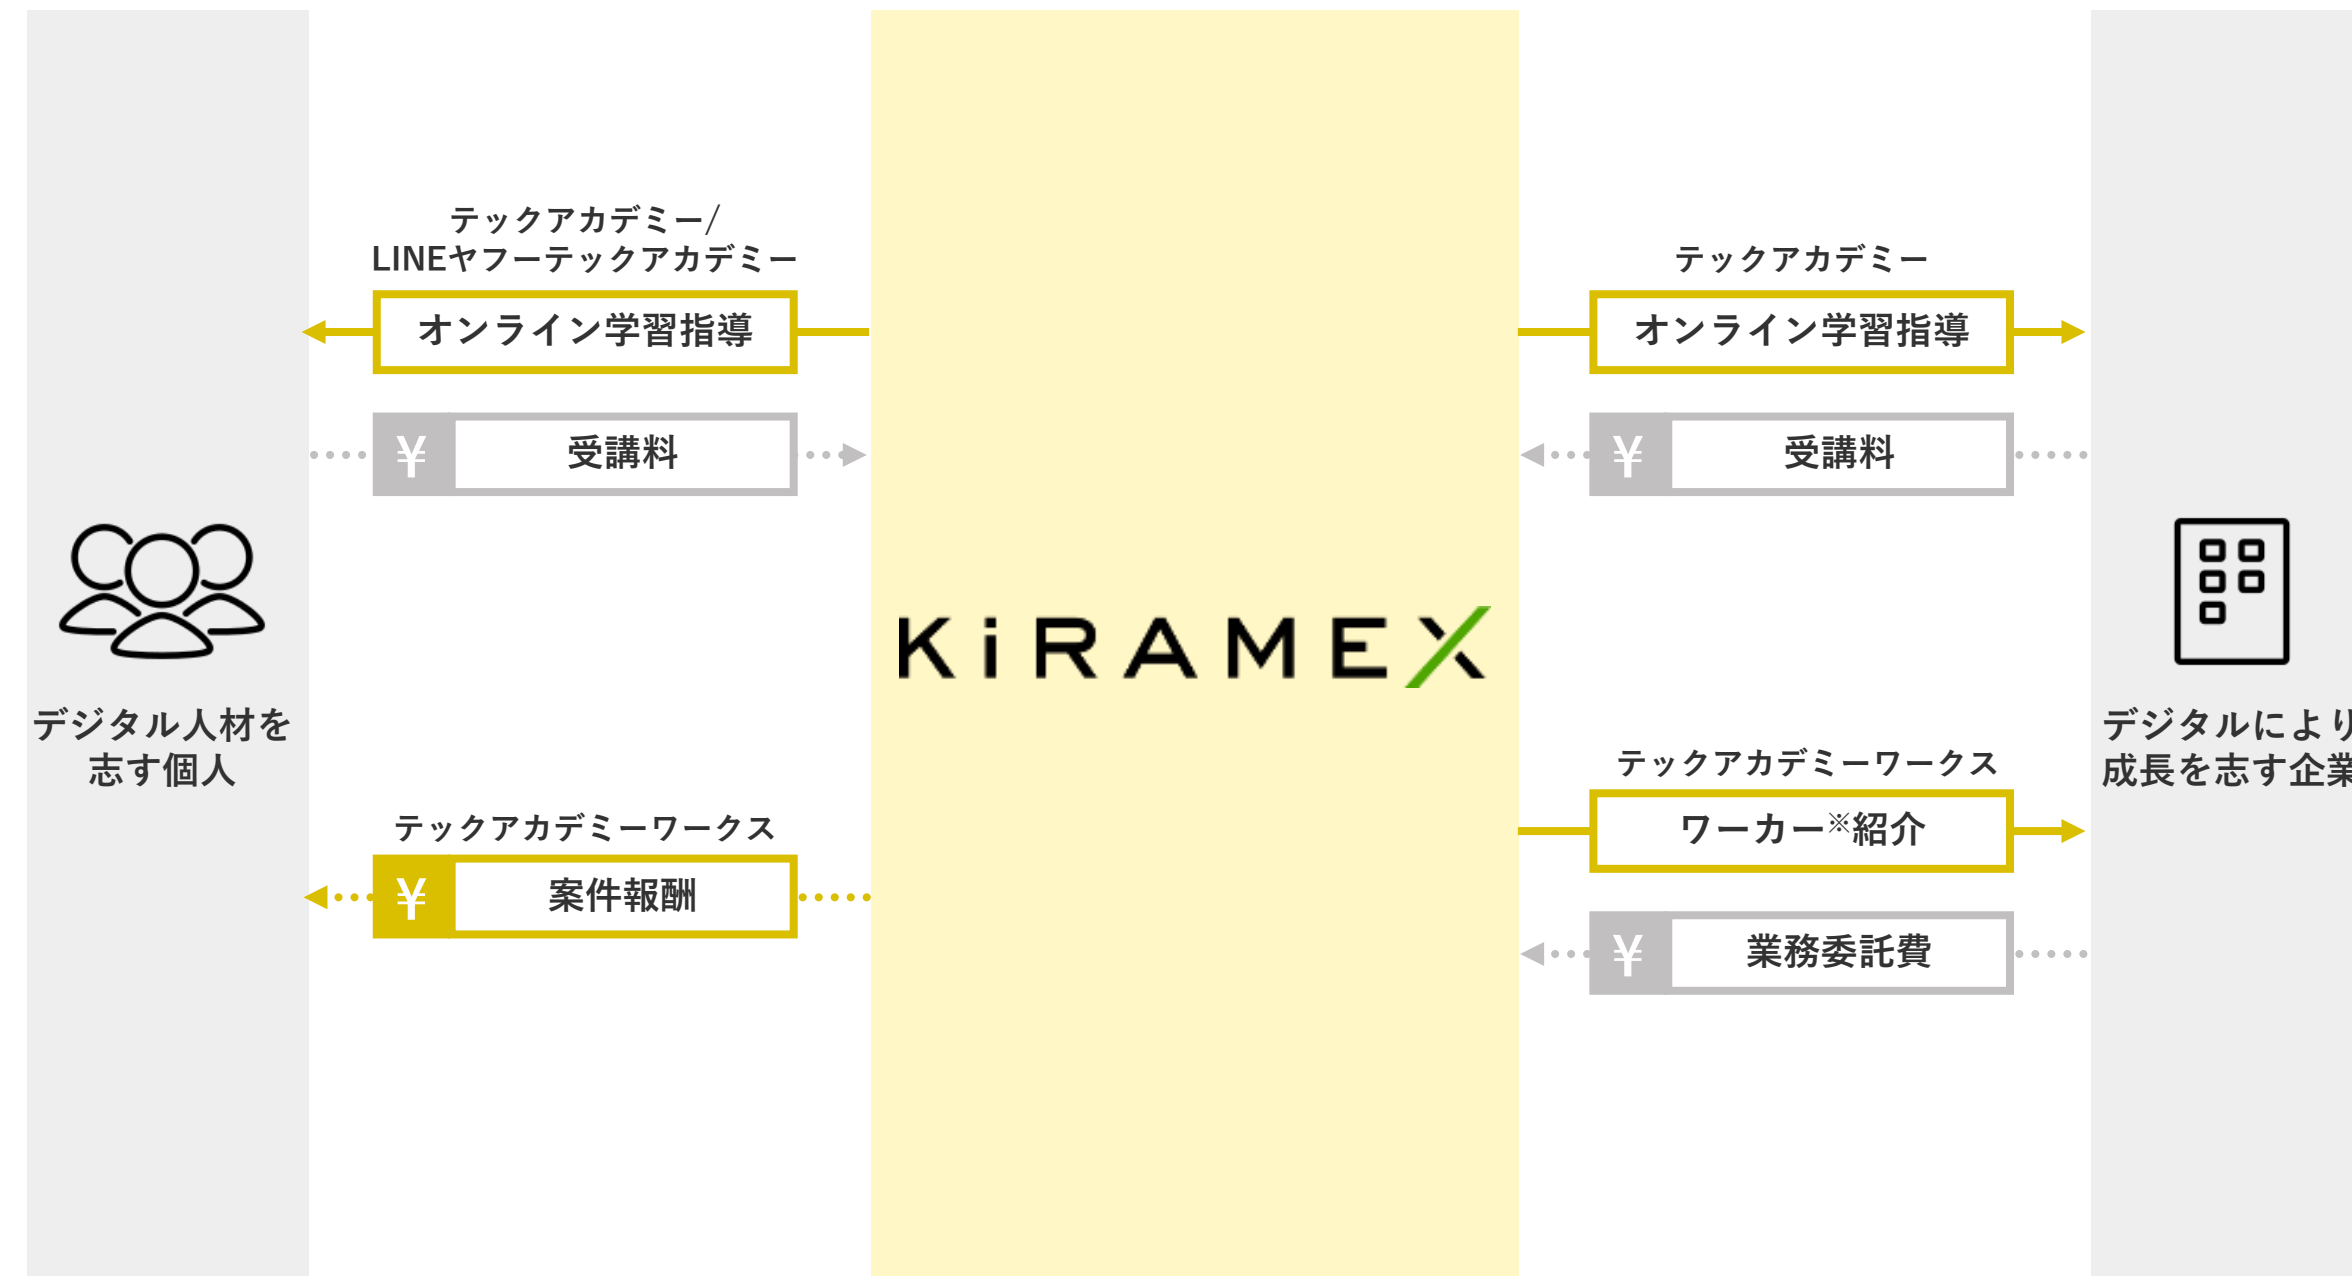 デジタル人材を
志す個人
テックアカデミー/
LINEヤフーテックアカデミー
オンライン学習指導
¥ 受講料
テックアカデミーワークス
¥ 案件報酬
KiRAMEX
テックアカデミー
オンライン学習指導
¥ 受講料
テックアカデミーワークス
ワーカー※紹介
¥ 業務委託費
デジタルにより
成長を志す企業